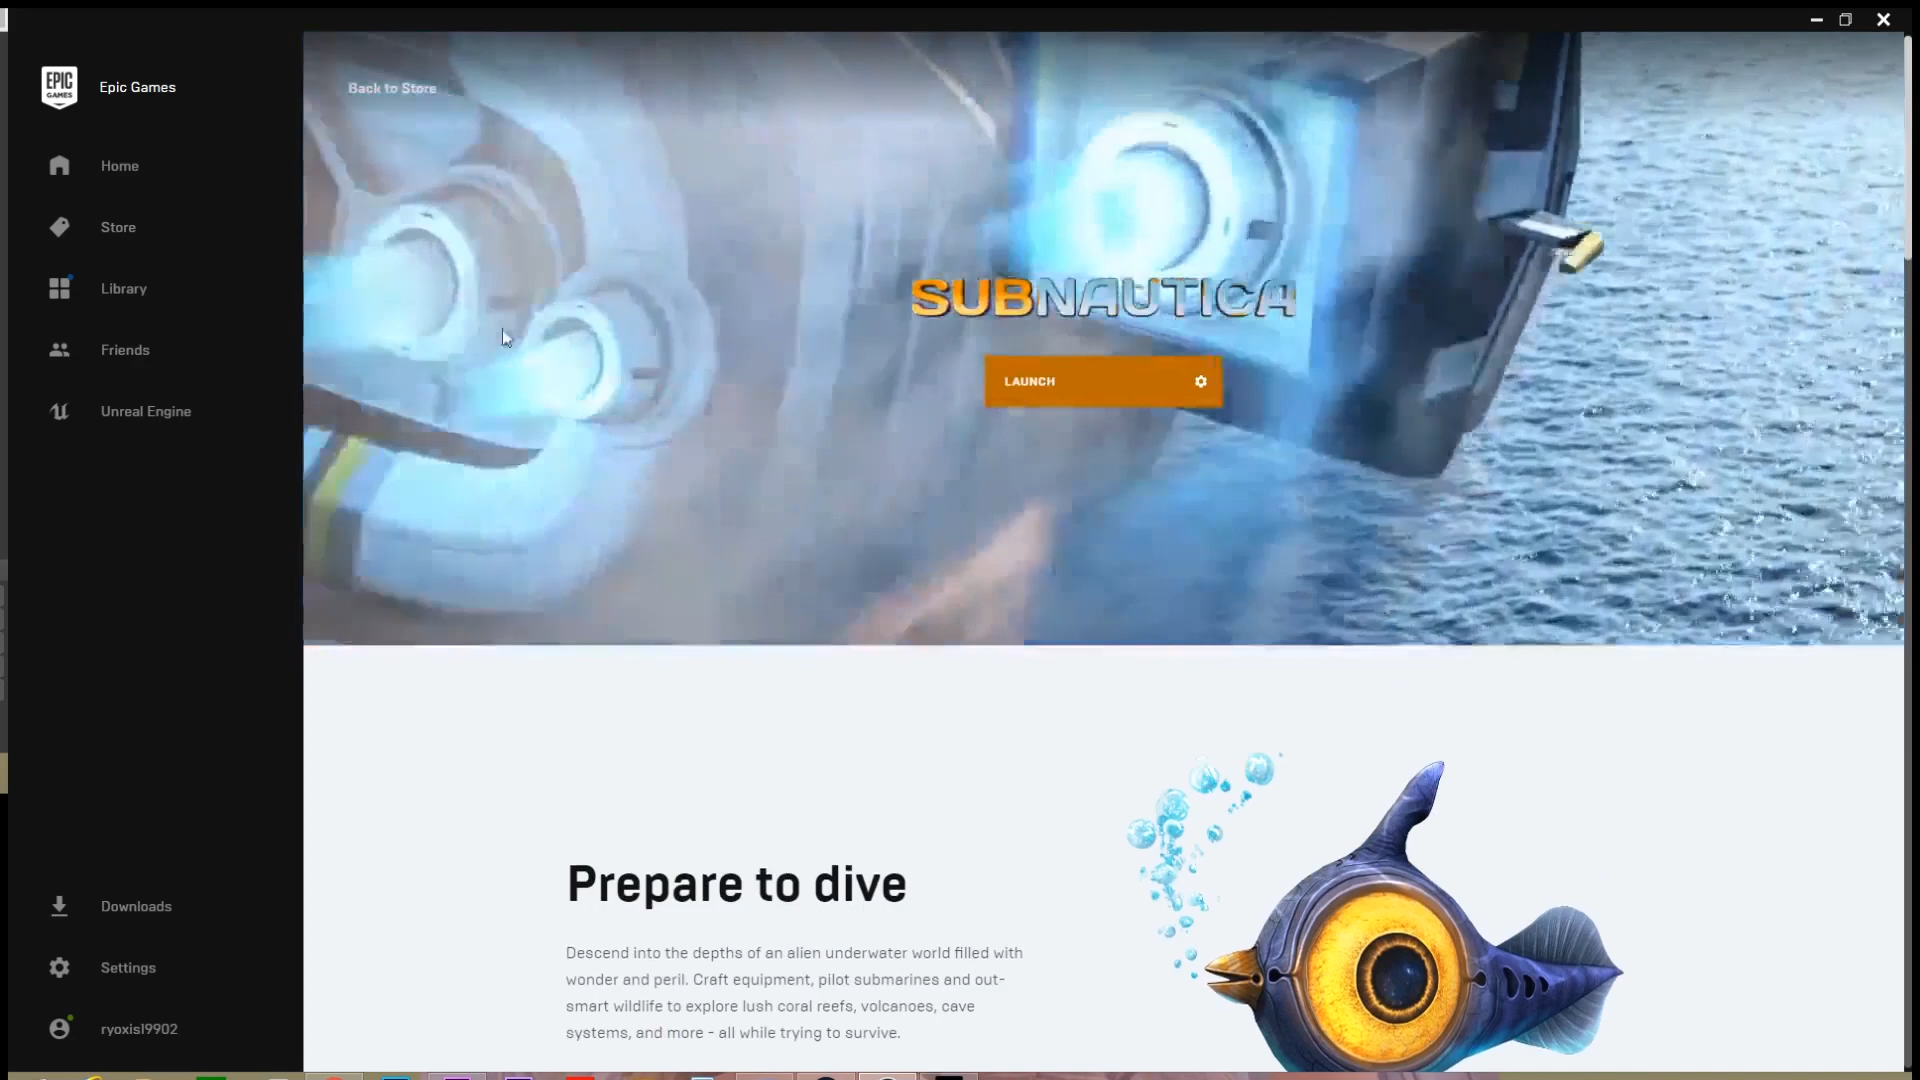 EPIC
GAMES
Epic Games
Home
Store
Library
Friends
Unreal Engine
Downloads
Settings
ryoxis19902
Back to Store
SUBNAUTICA
LAUNCH
Prepare to dive
Descend into the depths of an alien underwater world filled with
wonder and peril. Craft equipment, pilot submarines and out-
smart wildlife to explore lush coral reefs, volcanoes, cave
systems, and more - all while trying to survive.